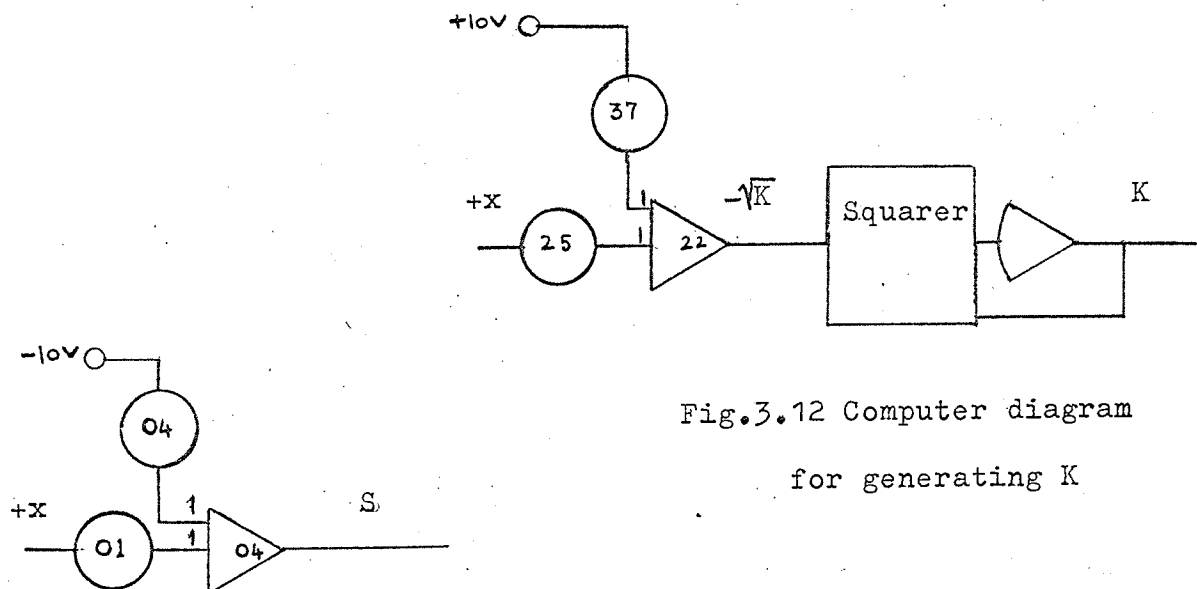 +10V
37
+X
25
1
1
22
-√K
Squarer
K
-10V
04
+X
01
1
1
04
S
Fig.3.12 Computer diagram
for generating K